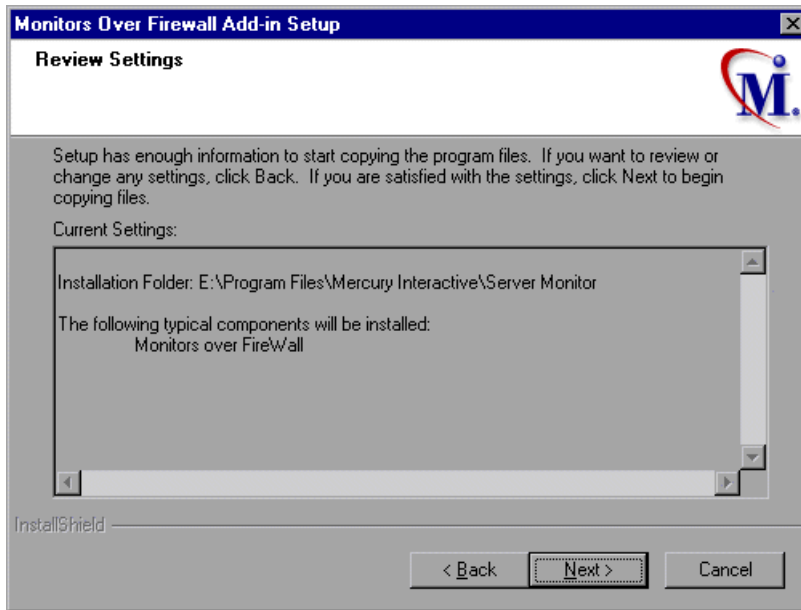 Monitors Over Firewall Add-in Setup
Review Settings
M.
Setup has enough information to start copying the program files. If you want to review or
change any settings, click Back. If you are satisfied with the settings, click Next to begin
copying files.
Current Settings:
Installation Folder: E:\Program Files\Mercury Interactive\Server Monitor
The following typical components will be installed:
Monitors over FireWall
InstallShield
< Back
Next >
Cancel